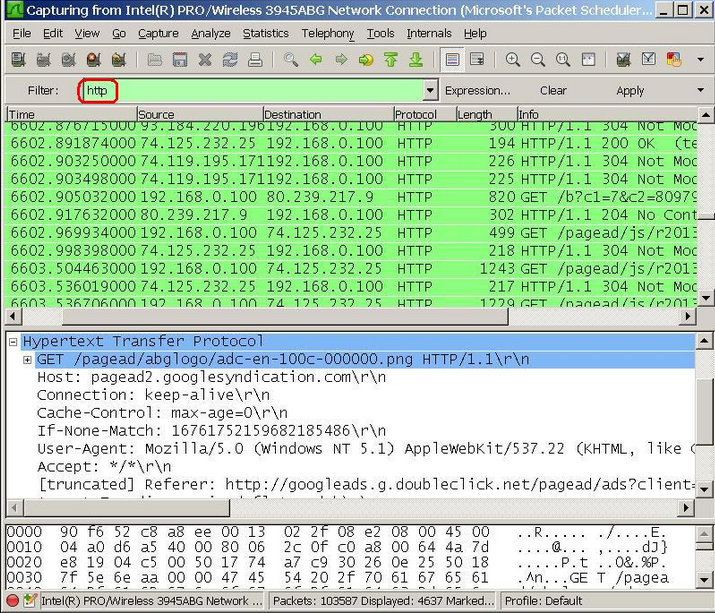 Capturing from Intel(R) PRO/Wireless 3945ABG Network Connection (Microsoft's Packet Scheduler...
File Edit View Go Capture Analyze Statistics Telephony Tools Internals Help
Filter: http Expression... Clear Apply
Time Source Destination Protocol Length Info
6602.876715000 93.184.220.196 192.168.0.100 HTTP 300 HTTP/1.1 304 Not Moc
6602.891874000 74.125.232.25 192.168.0.100 HTTP 194 HTTP/1.1 200 OK (te
6602.903250000 74.119.195.171 192.168.0.100 HTTP 226 HTTP/1.1 304 Not Moc
6602.903498000 74.119.195.171 192.168.0.100 HTTP 225 HTTP/1.1 304 Not Moc
6602.905032000 192.168.0.100 80.239.217.9 HTTP 820 GET /b?c1=7&c2=80979
6602.917632000 80.239.217.9 192.168.0.100 HTTP 302 HTTP/1.1 204 No Cont
6602.969934000 192.168.0.100 74.125.232.25 HTTP 499 GET /pagead/js/r2013
6602.998398000 74.125.232.25 192.168.0.100 HTTP 218 HTTP/1.1 304 Not Moc
6603.504463000 192.168.0.100 74.125.232.25 HTTP 1243 GET /pagead/js/r2013
6603.536019000 74.125.232.25 192.168.0.100 HTTP 217 HTTP/1.1 304 Not Moc
6603.536706000 192.168.0.100 74.125.232.25 HTTP 1229 GET /pagead/js/r2013
Hypertext Transfer Protocol
GET /pagead/abglogo/adc-en-100c-000000.png HTTP/1.1\r\n
Host: pagead2.googlesyndication.com\r\n
Connection: keep-alive\r\n
Cache-Control: max-age=0\r\n
If-None-Match: 16761752159682185486\r\n
User-Agent: Mozilla/5.0 (Windows NT 5.1) AppleWebKit/537.22 (KHTML, like G
Accept: */*\r\n
[truncated] Referer: http://googleads.g.doubleclick.net/pagead/ads?client=
0000 90 f6 52 c8 a8 ee 00 13 02 2f 08 e2 08 00 45 00 ..R..... ./....E.
0010 04 a0 d6 a5 40 00 80 06 2c 0f c0 a8 00 64 4a 7d ....@... ,....dJ}
0020 e8 19 04 c5 00 50 17 74 a7 c9 30 26 0e 25 50 18 .....P.t ..0&.%P.
0030 7f 5e 6e aa 00 00 47 45 54 20 2f 70 61 67 65 61 .^n...GE T /pagea
Intel(R) PRO/Wireless 3945ABG Network ... Packets: 103587 Displayed: 4637 Marked... Profile: Default